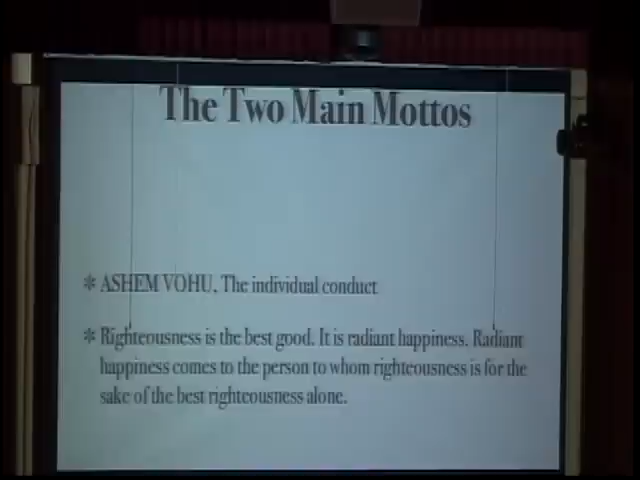 The Two Main Mottos
* ASHEM VOHU, The individual conduct
* Righteousness is the best good. It is radiant happiness. Radiant
happiness comes to the person to whom righteousness is for the
sake of the best righteousness alone.